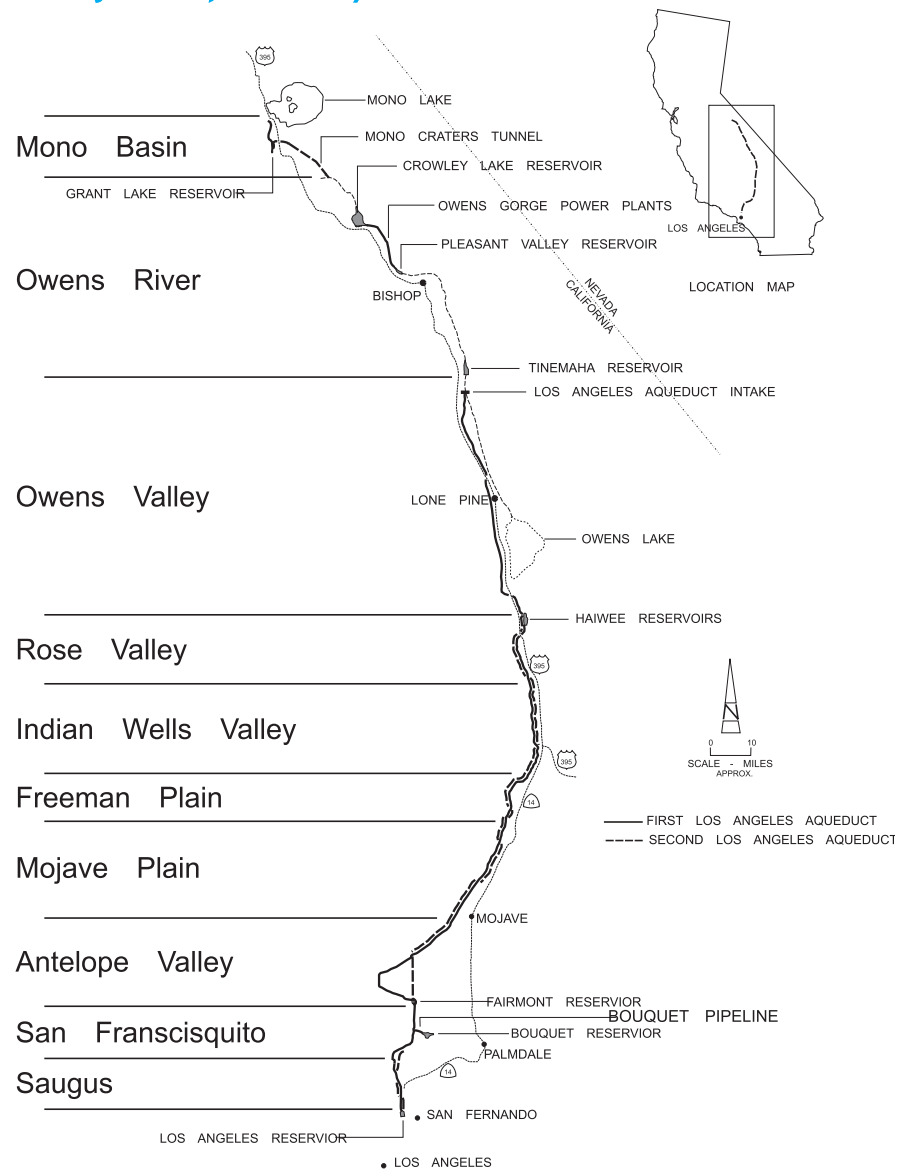 395
MONO LAKE
MONO CRATERS TUNNEL
Mono Basin
CROWLEY LAKE RESERVOIR
GRANT LAKE RESERVOIR
OWENS GORGE POWER PLANTS
LOS ANGELES
PLEASANT VALLEY RESERVOIR
Owens River
LOCATION MAP
BISHOP
NEVADA
CALIFORNIA
TINEMAHA RESERVOIR
LOS ANGELES AQUEDUCT INTAKE
Owens Valley
LONE PINE
OWENS LAKE
HAIWEE RESERVOIRS
Rose Valley
395
Indian Wells Valley
N
0 10
SCALE - MILES
APPROX.
395
Freeman Plain
14
FIRST LOS ANGELES AQUEDUCT
SECOND LOS ANGELES AQUEDUCT
Mojave Plain
MOJAVE
Antelope Valley
FAIRMONT RESERVIOR
BOUQUET PIPELINE
San Franscisquito
BOUQUET RESERVIOR
PALMDALE
14
Saugus
SAN FERNANDO
LOS ANGELES RESERVIOR
LOS ANGELES